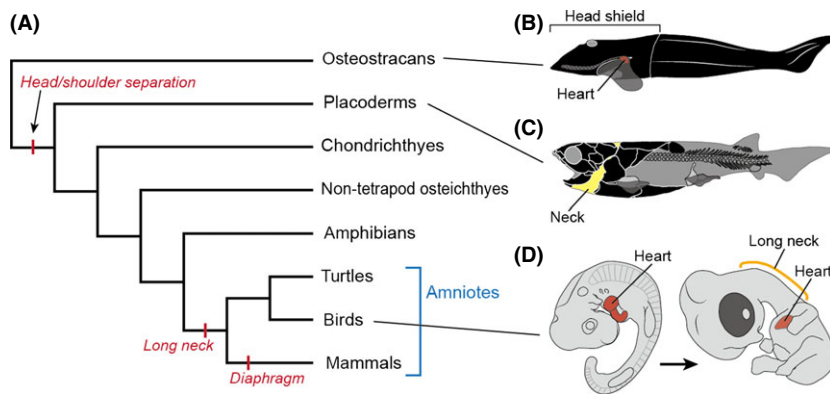 (A)
Head/shoulder separation
Osteostracans
Placoderms
Chondrichthyes
Non-tetrapod osteichthyes
Amphibians
Turtles
Birds
Mammals
Amniotes
Long neck
Diaphragm
(B)
Head shield
Heart
(C)
Neck
(D)
Heart
Long neck
Heart